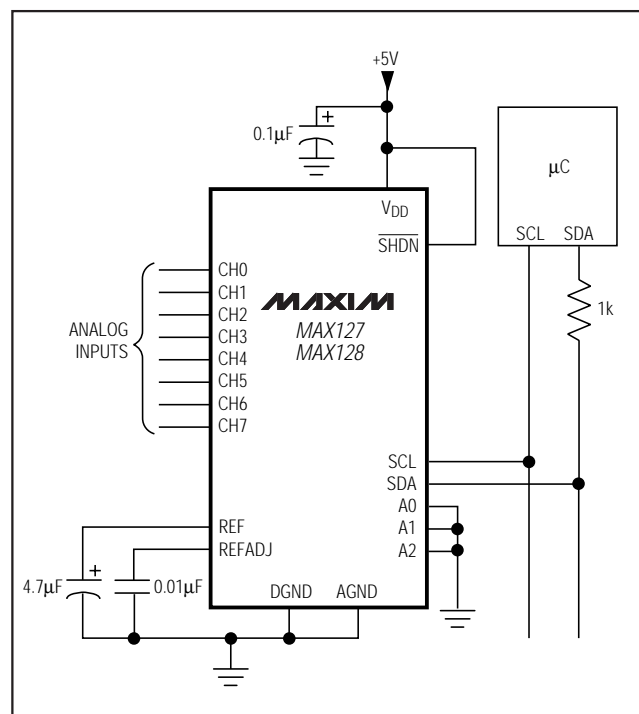 +5V
0.1μF
+
μC
SCL SDA
1k
VDD
SHDN
ANALOG
INPUTS
CH0
CH1
CH2
CH3
CH4
CH5
CH6
CH7
MAXIM
MAX127
MAX128
SCL
SDA
A0
A1
A2
REF
REFADJ
4.7μF
+
0.01μF
DGND AGND